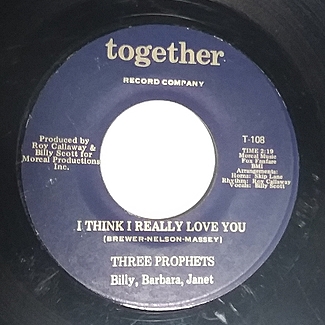 together
RECORD COMPANY
Produced by
Roy Callaway &
Billy Scott for
Morcal Productions
Inc.
T-108
TIME 2:19
Morcal Music
Fox Fanfare
BMI
Arrangements:
Horns: Skip Lane
Rhythm: Roy Callaway
Vocals: Billy Scott
I THINK I REALLY LOVE YOU
(BREWER-NELSON-MASSEY)
THREE PROPHETS
Billy, Barbara, Janet